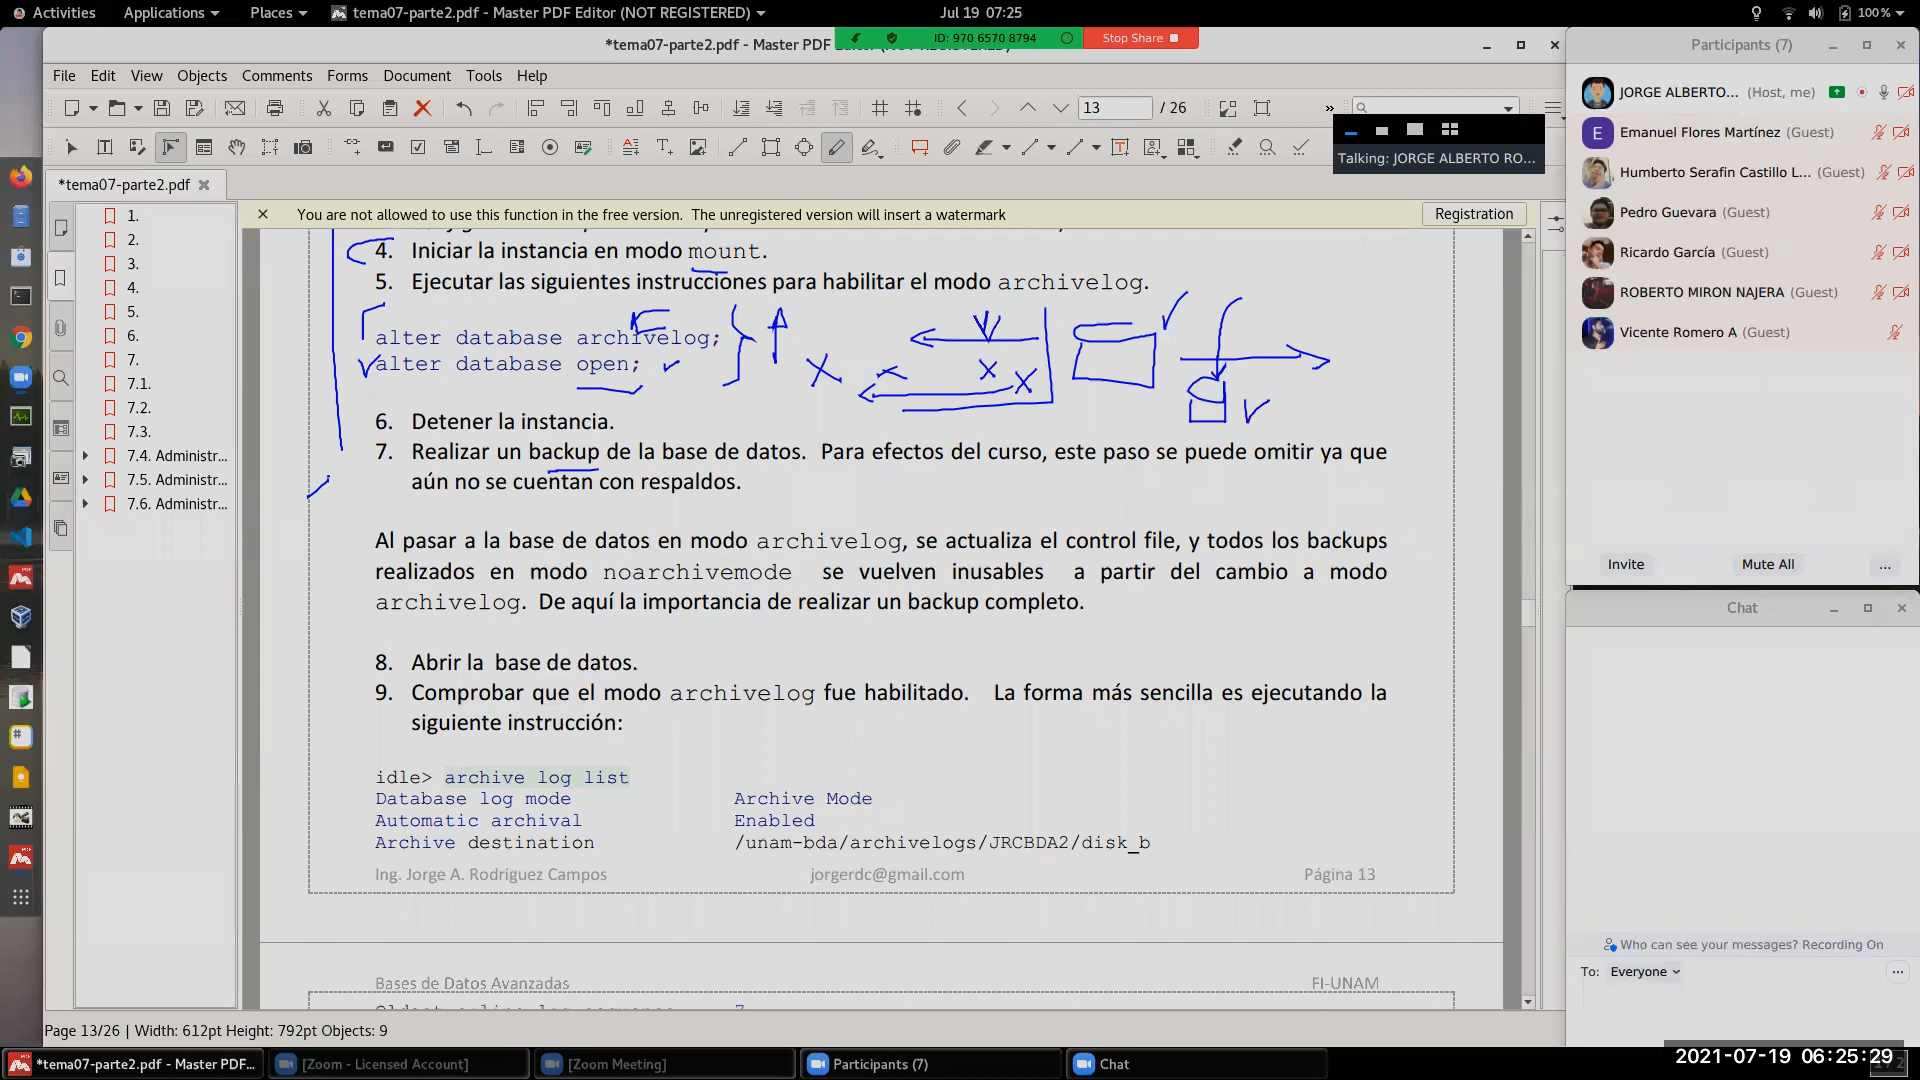 Activities Applications Places tema07-parte2.pdf - Master PDF Editor (NOT REGISTERED) Jul 19 07:25 100%
*tema07-parte2.pdf - Master PDF
ID: 970 6570 8794 Stop Share
File Edit View Objects Comments Forms Document Tools Help
13 / 26
Talking: JORGE ALBERTO RO...
*tema07-parte2.pdf
You are not allowed to use this function in the free version. The unregistered version will insert a watermark
Registration
1.
2.
3.
4.
5.
6.
7.
7.1.
7.2.
7.3.
7.4. Administr...
7.5. Administr...
7.6. Administr...
4. Iniciar la instancia en modo mount.
5. Ejecutar las siguientes instrucciones para habilitar el modo archivelog.
alter database archivelog;
alter database open;
6. Detener la instancia.
7. Realizar un backup de la base de datos. Para efectos del curso, este paso se puede omitir ya que
aún no se cuentan con respaldos.
Al pasar a la base de datos en modo archivelog, se actualiza el control file, y todos los backups
realizados en modo noarchivemode se vuelven inusables a partir del cambio a modo
archivelog. De aquí la importancia de realizar un backup completo.
8. Abrir la base de datos.
9. Comprobar que el modo archivelog fue habilitado. La forma más sencilla es ejecutando la
siguiente instrucción:
idle> archive log list
Database log mode Archive Mode
Automatic archival Enabled
Archive destination /unam-bda/archivelogs/JRCBDA2/disk_b
Ing. Jorge A. Rodriguez Campos jorgerdc@gmail.com Página 13
Bases de Datos Avanzadas FI-UNAM
Page 13/26 | Width: 612pt Height: 792pt Objects: 9
Participants (7)
JORGE ALBERTO... (Host, me)
E Emanuel Flores Martínez (Guest)
Humberto Serafin Castillo L... (Guest)
Pedro Guevara (Guest)
Ricardo García (Guest)
ROBERTO MIRON NAJERA (Guest)
Vicente Romero A (Guest)
Invite Mute All ...
Chat
Who can see your messages? Recording On
To: Everyone
*tema07-parte2.pdf - Master PDF... [Zoom - Licensed Account] [Zoom Meeting] Participants (7) Chat
2021-07-19 06:25:29